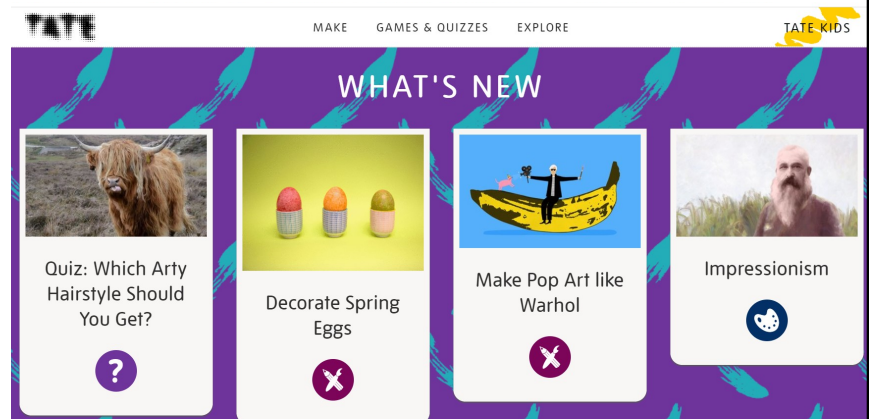 TATE
MAKE GAMES & QUIZZES EXPLORE
TATE KIDS
WHAT'S NEW
Quiz: Which Arty
Hairstyle Should
You Get?
?
Decorate Spring
Eggs
Make Pop Art like
Warhol
Impressionism